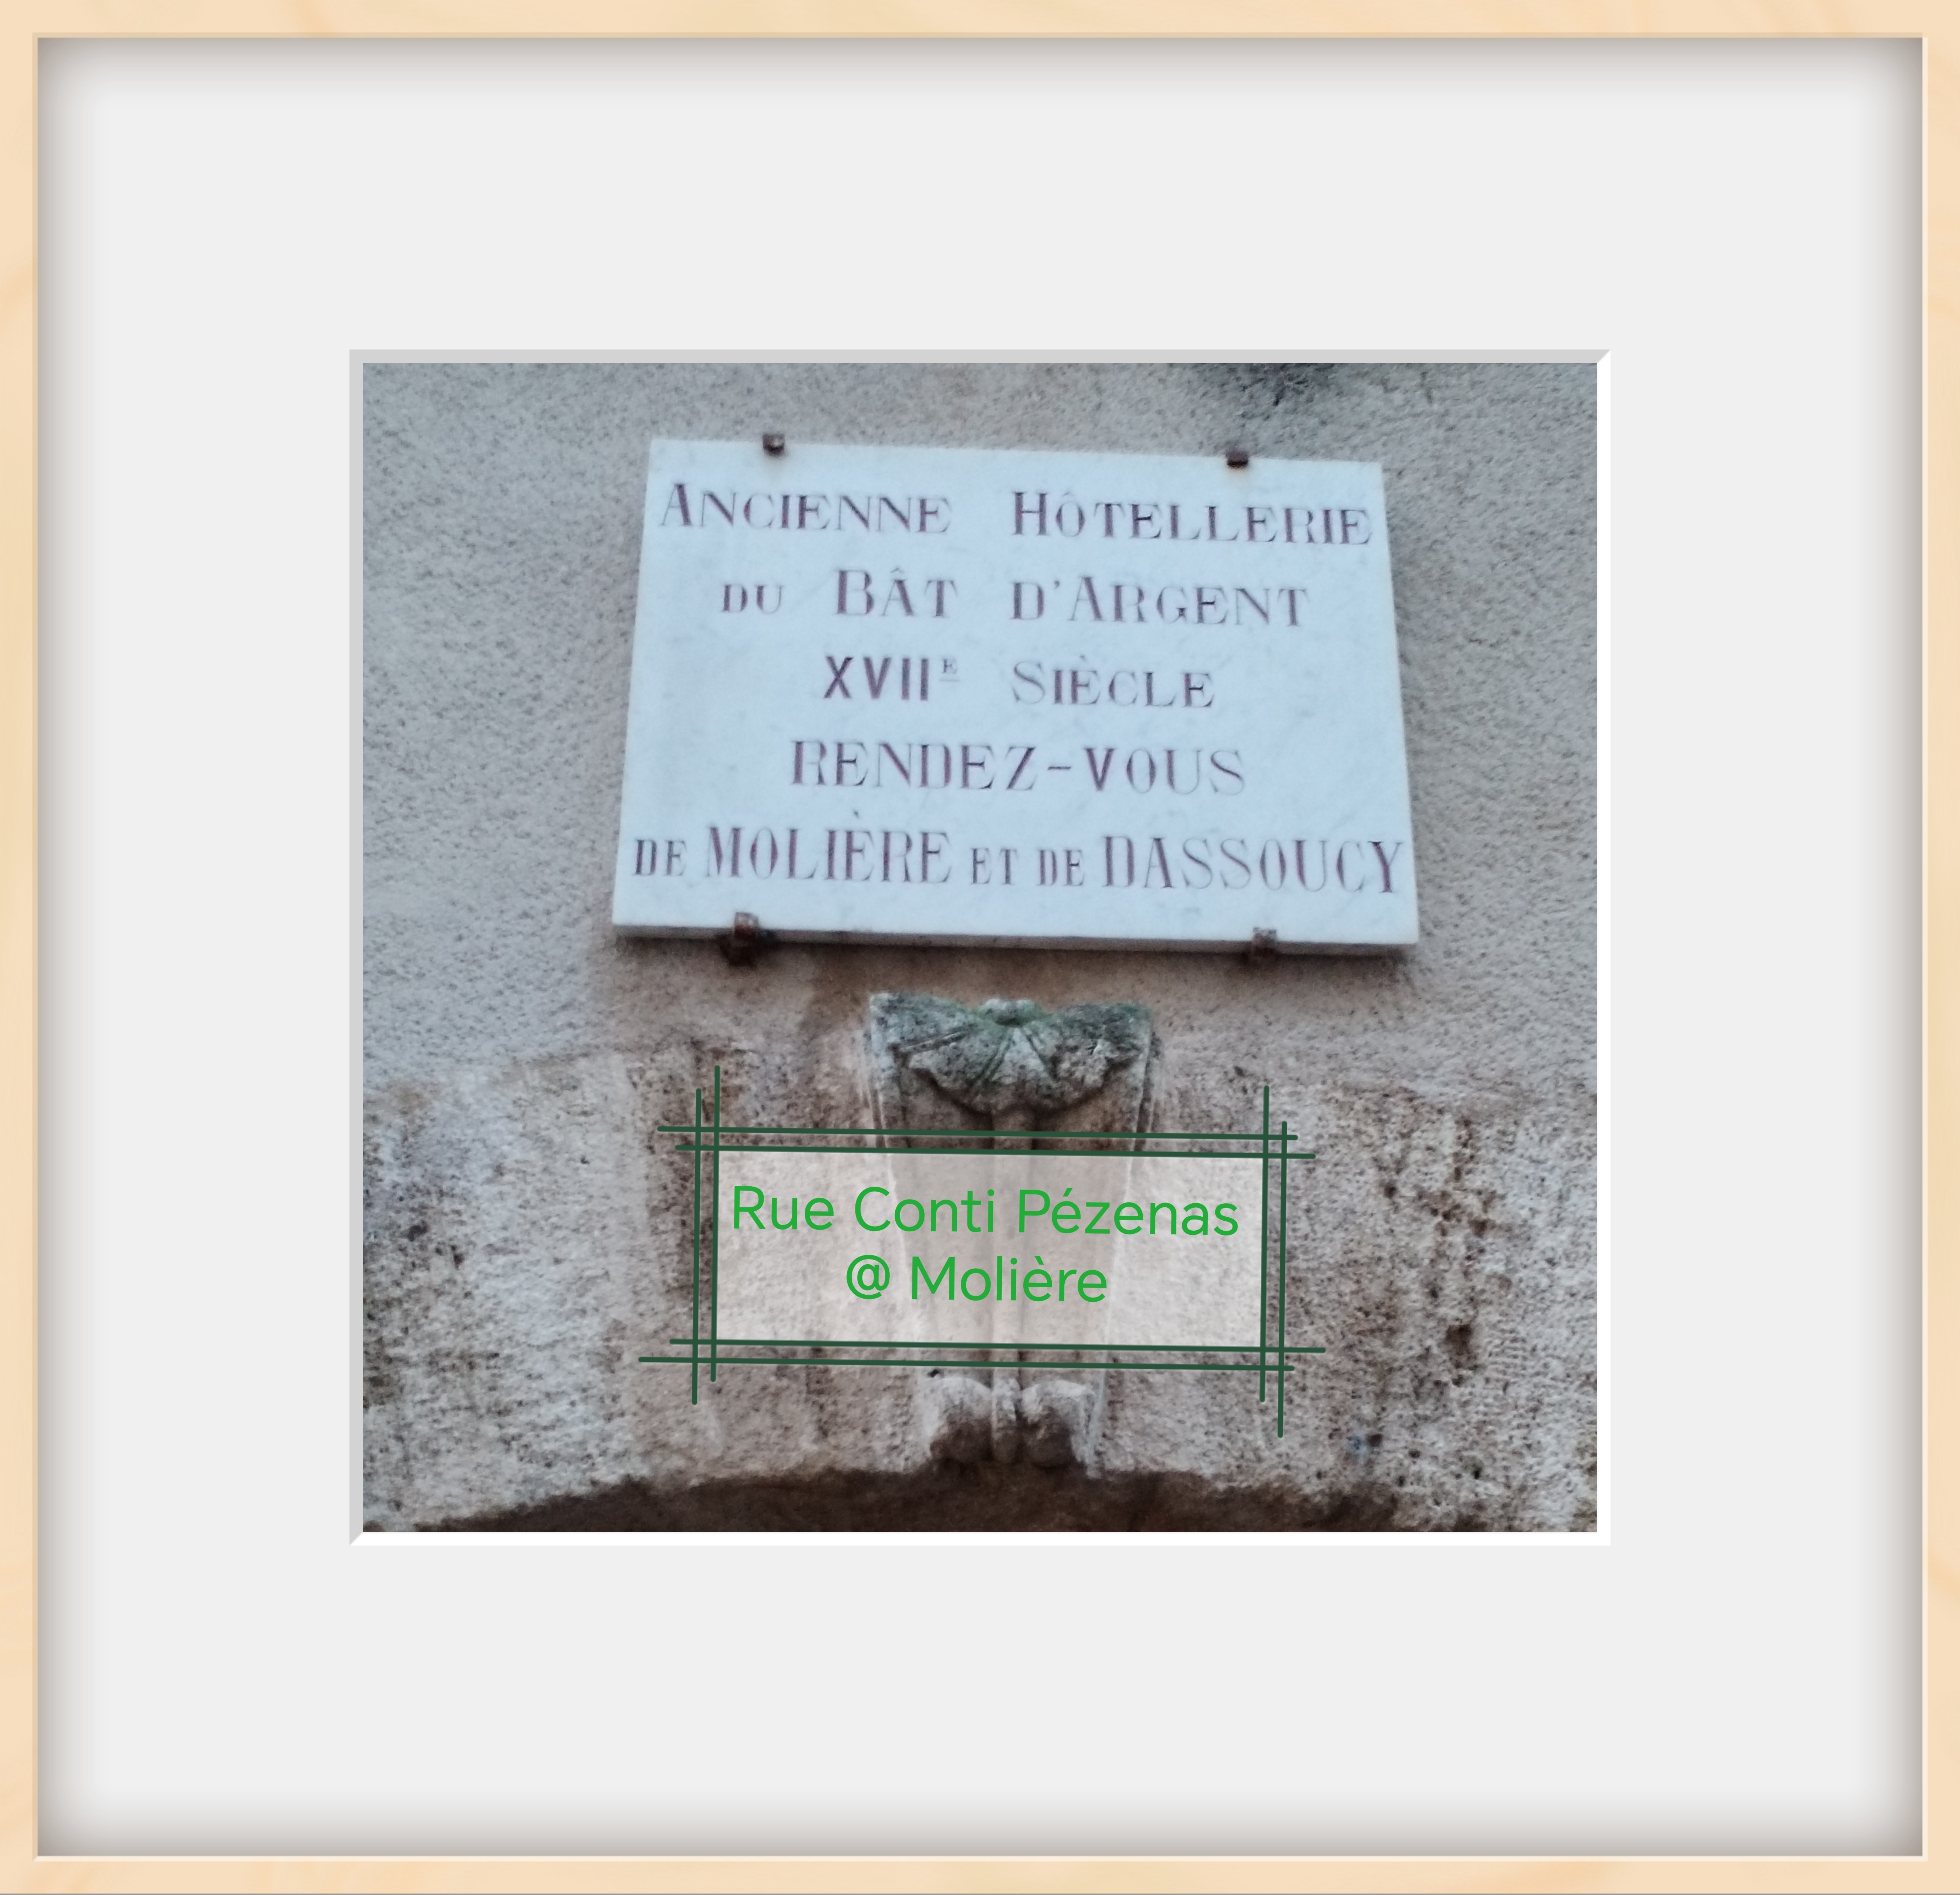 ANCIENNE HÔTELLERIE
DU BÂT D'ARGENT
XVIIᴱ SIÈCLE
RENDEZ-VOUS
DE MOLIÈRE ET DE DASSOUCY
Rue Conti Pézenas
@ Molière